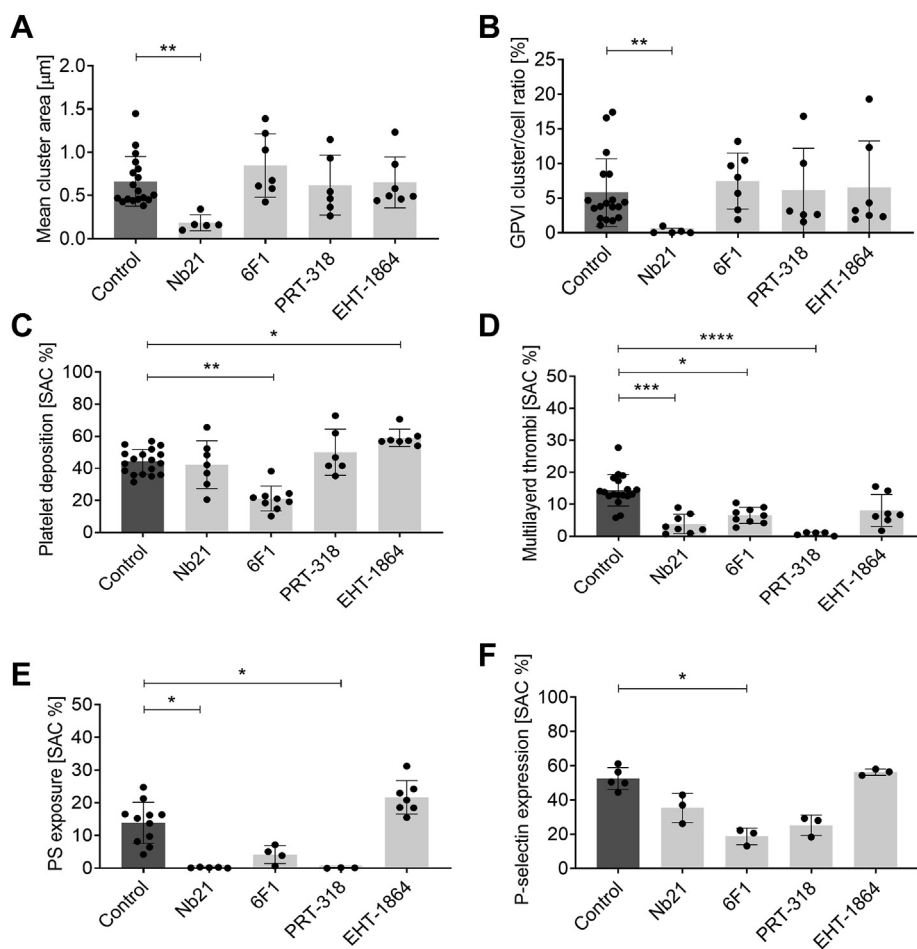 A
Mean cluster area [μm]
2.0
1.5
1.0
0.5
0.0
**
Control
Nb21
6F1
PRT-318
EHT-1864
B
GPVI cluster/cell ratio [%]
25
20
15
10
5
0
**
Control
Nb21
6F1
PRT-318
EHT-1864
C
Platelet deposition [SAC %]
100
80
60
40
20
0
*
**
Control
Nb21
6F1
PRT-318
EHT-1864
D
Multilayerd thrombi [SAC %]
50
40
30
20
10
0
****
*
***
Control
Nb21
6F1
PRT-318
EHT-1864
E
PS exposure [SAC %]
50
40
30
20
10
0
*
*
Control
Nb21
6F1
PRT-318
EHT-1864
F
P-selectin expression [SAC %]
100
80
60
40
20
0
*
Control
Nb21
6F1
PRT-318
EHT-1864